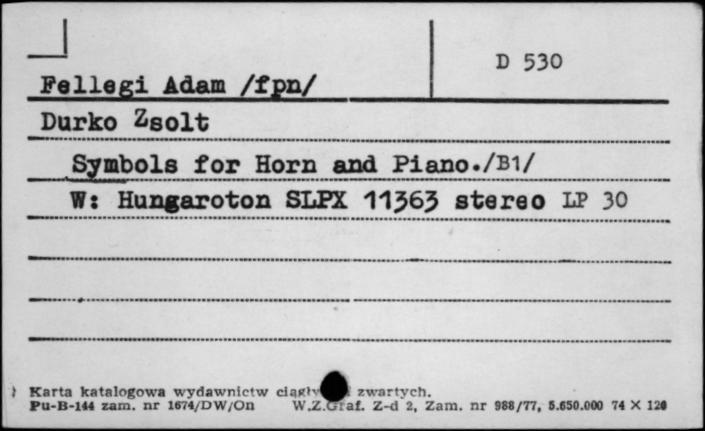 D 530
Fellegi Adam /fpn/
Durko Zsolt
Symbols for Horn and Piano./B1/
W: Hungaroton SLPX 11363 stereo LP 30
Karta katalogowa wydawnictw zwartych.
Pu-B-144 zam. nr 1674/DW/On W.Z.Graf. Z-d 2, Zam. nr 988/77, 5.650.000 74 X 120